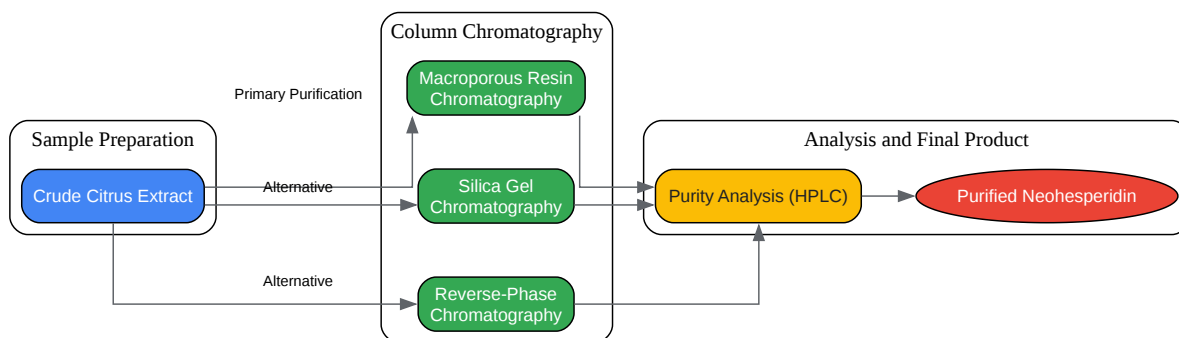 Column Chromatography
Macroporous Resin
Chromatography
Primary Purification
Sample Preparation
Analysis and Final Product
Crude Citrus Extract
Alternative
Silica Gel
Chromatography
Purity Analysis (HPLC)
Purified Neohesperidin
Alternative
Reverse-Phase
Chromatography